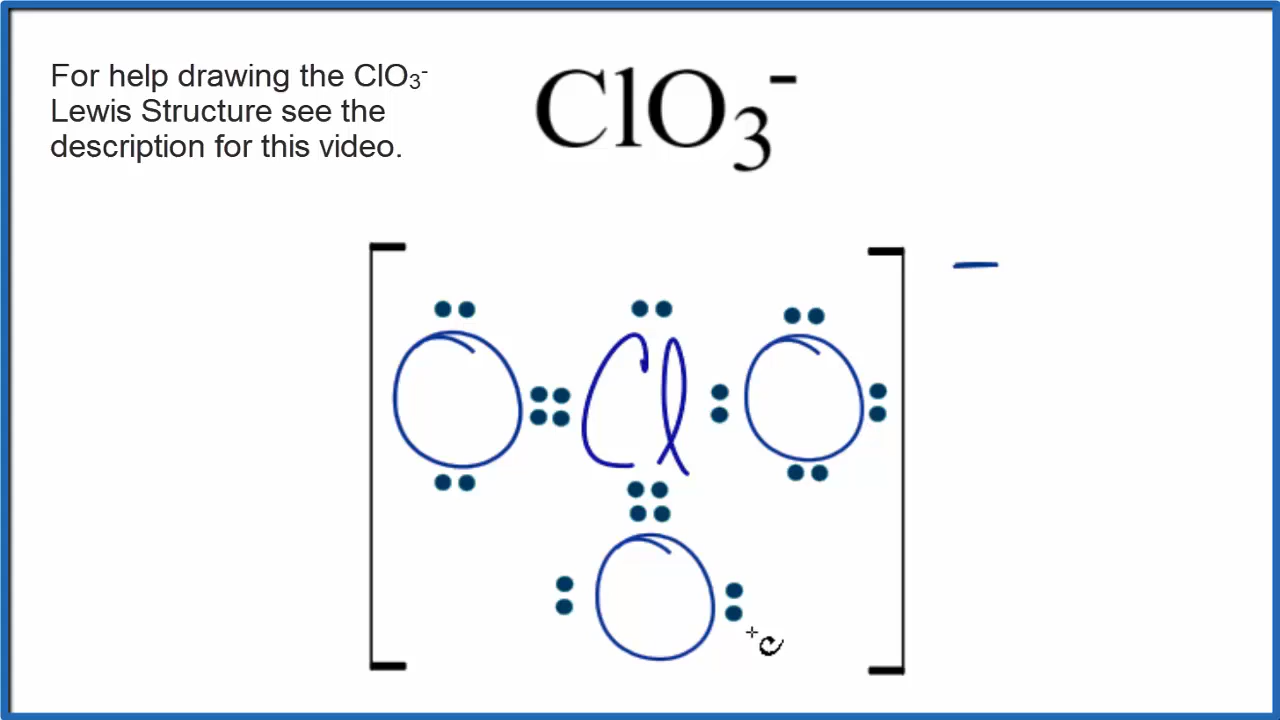 For help drawing the ClO₃⁻
Lewis Structure see the
description for this video.
ClO₃⁻
[O Cl O]⁻
O